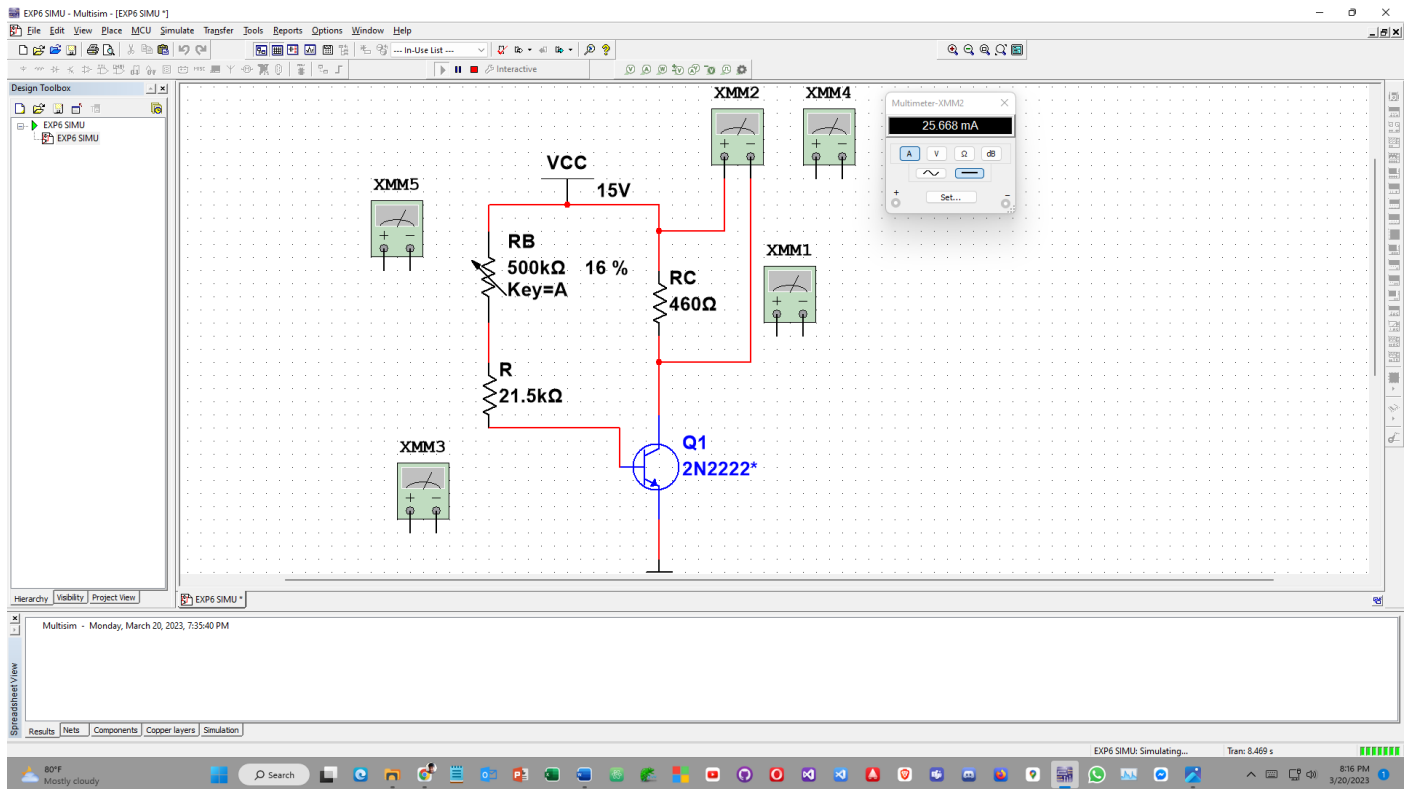 EXP6 SIMU - Multisim - [EXP6 SIMU *]
File Edit View Place MCU Simulate Transfer Tools Reports Options Window Help
--- In-Use List ---
Interactive
Design Toolbox
EXP6 SIMU
EXP6 SIMU
Hierarchy Visibility Project View
XMM2
XMM4
Multimeter-XMM2
25.668 mA
A V Ω dB
Set...
+ −
VCC
15V
XMM5
+ −
RB
500kΩ 16 %
Key=A
XMM1
+ −
RC
460Ω
R
21.5kΩ
XMM3
+ −
Q1
2N2222*
EXP6 SIMU *
Multisim - Monday, March 20, 2023, 7:35:40 PM
Spreadsheet View
Results Nets Components Copper layers Simulation
EXP6 SIMU: Simulating... Tran: 8.469 s
80°F
Mostly cloudy
Search
8:16 PM
3/20/2023
1